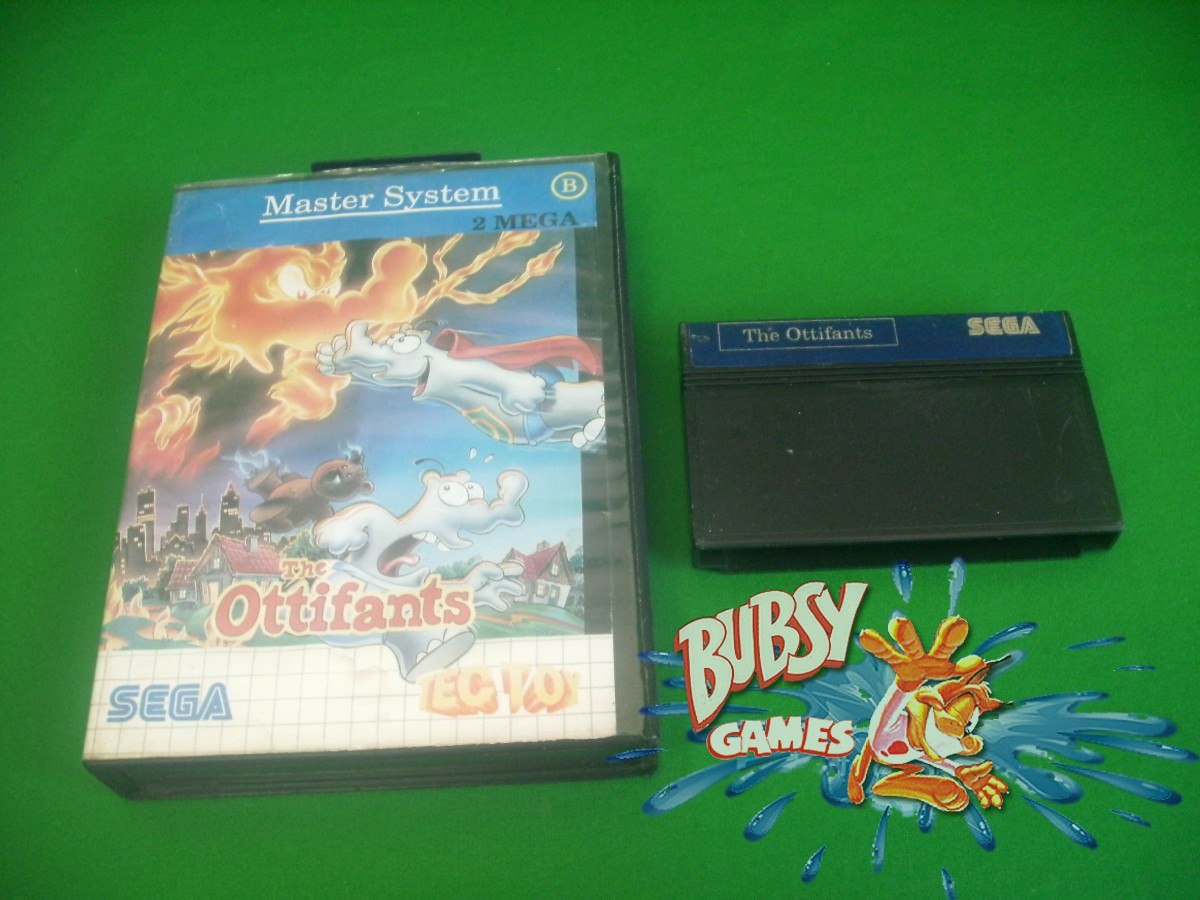 Master System
B
2 MEGA
The
Ottifants
SEGA
TEC TOY
The Ottifants
SEGA
BUBSY
GAMES